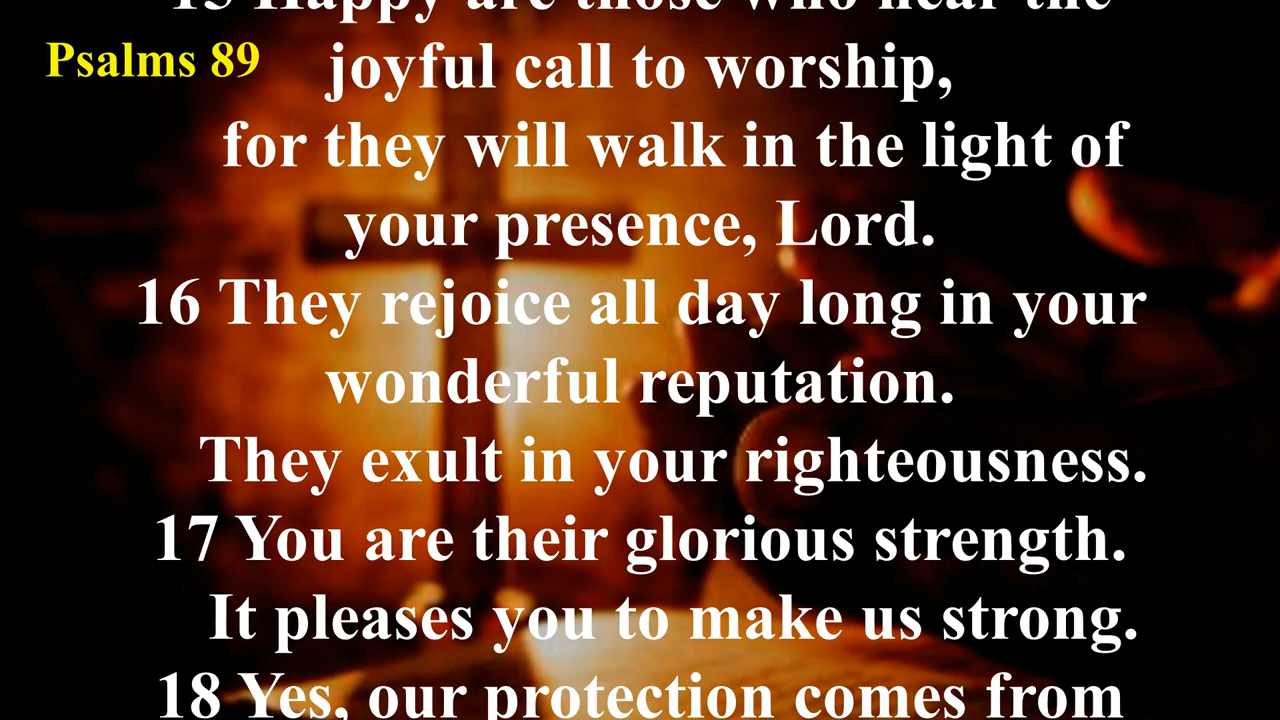 15 Happy are those who hear the
Psalms 89
joyful call to worship,
for they will walk in the light of
your presence, Lord.
16 They rejoice all day long in your
wonderful reputation.
They exult in your righteousness.
17 You are their glorious strength.
It pleases you to make us strong.
18 Yes, our protection comes from